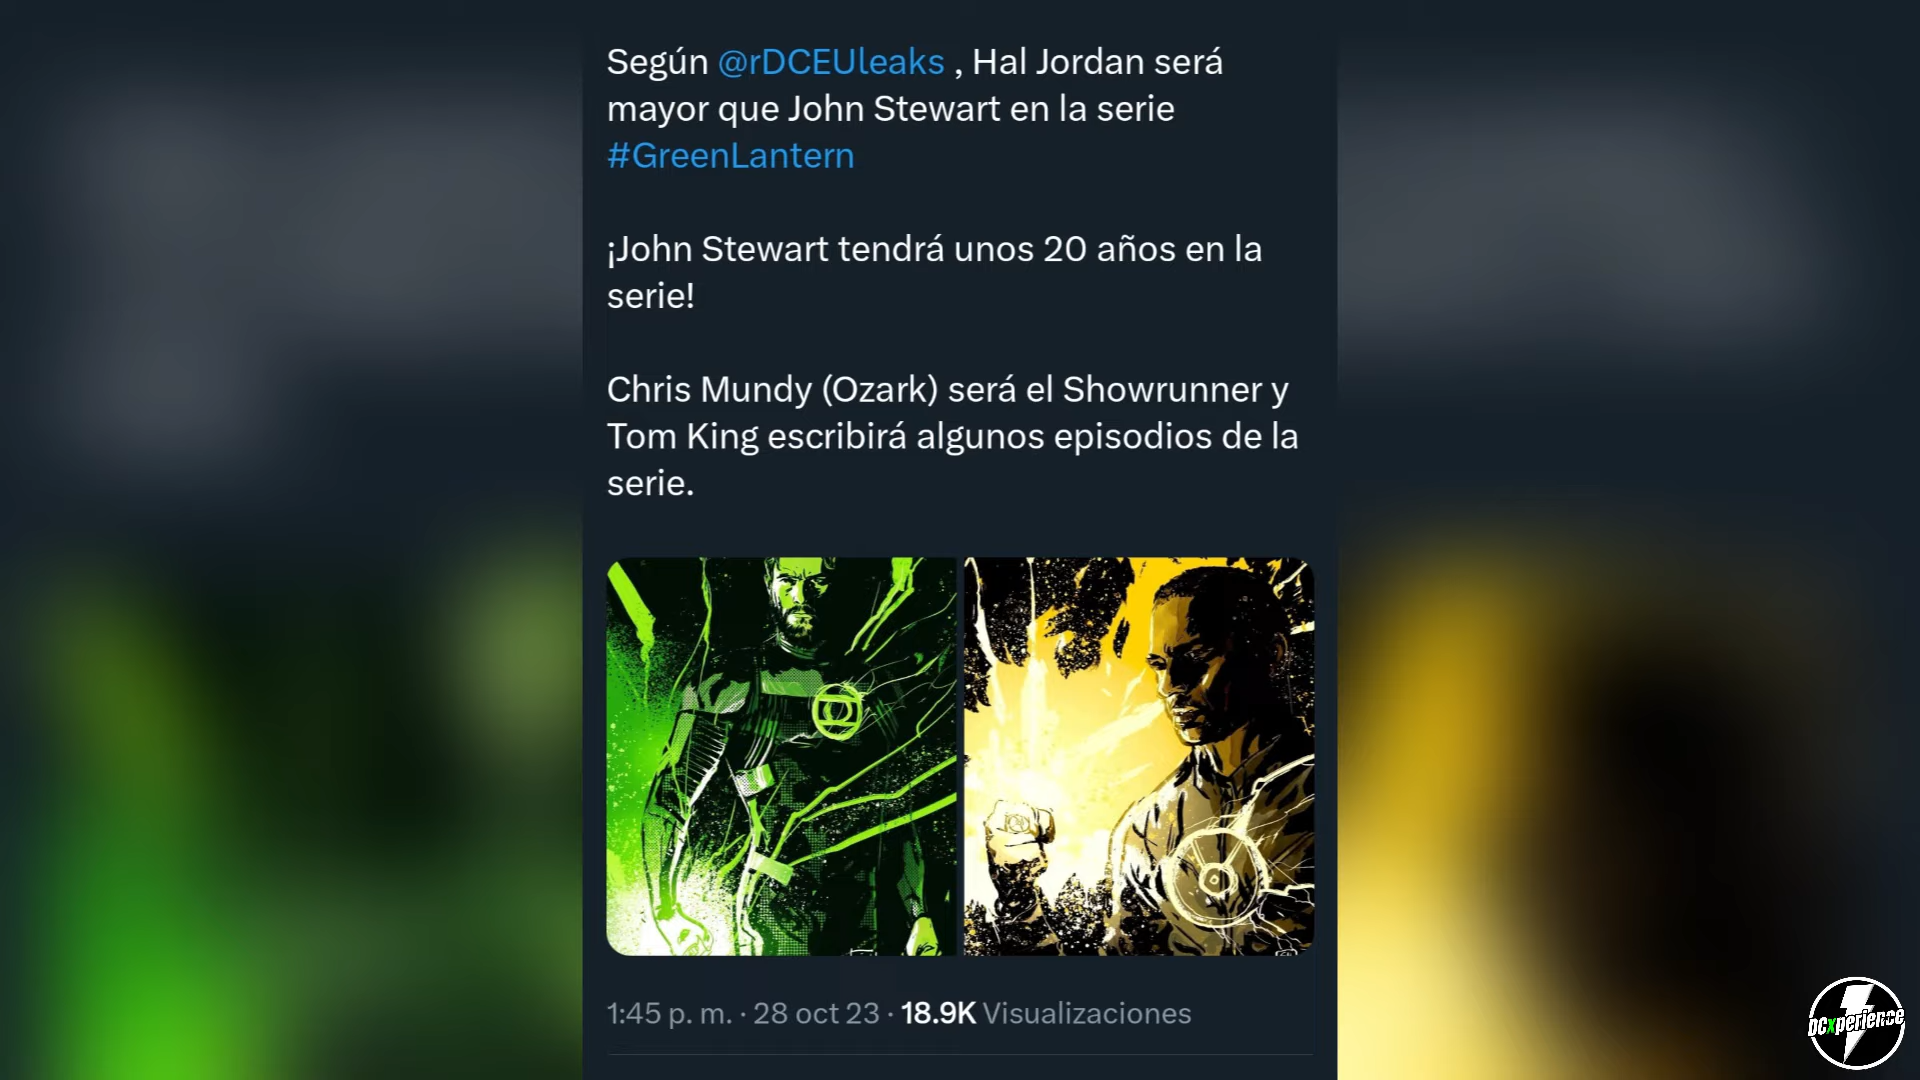 Según @rDCEUleaks , Hal Jordan será
mayor que John Stewart en la serie
#GreenLantern
¡John Stewart tendrá unos 20 años en la
serie!
Chris Mundy (Ozark) será el Showrunner y
Tom King escribirá algunos episodios de la
serie.
1:45 p. m. · 28 oct 23 · 18.9K Visualizaciones
DCxperience